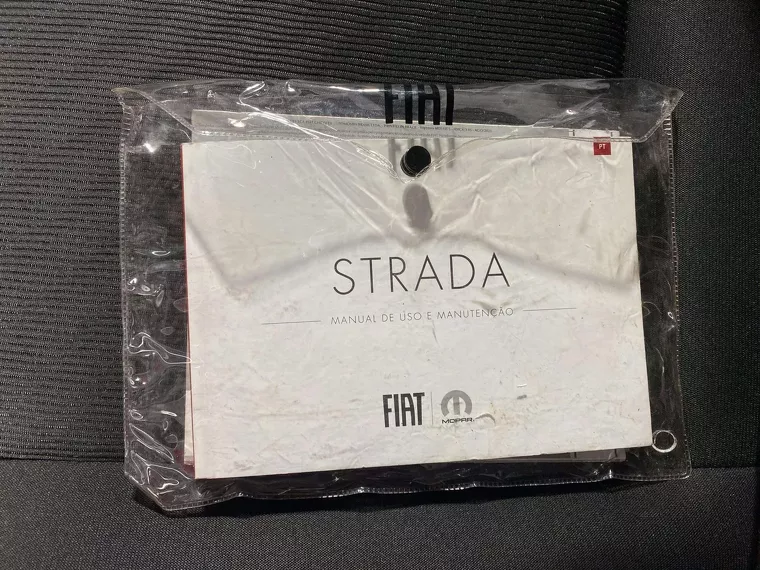 FIAT
PT
STRADA
MANUAL DE USO E MANUTENÇÃO
FIAT
MOPAR